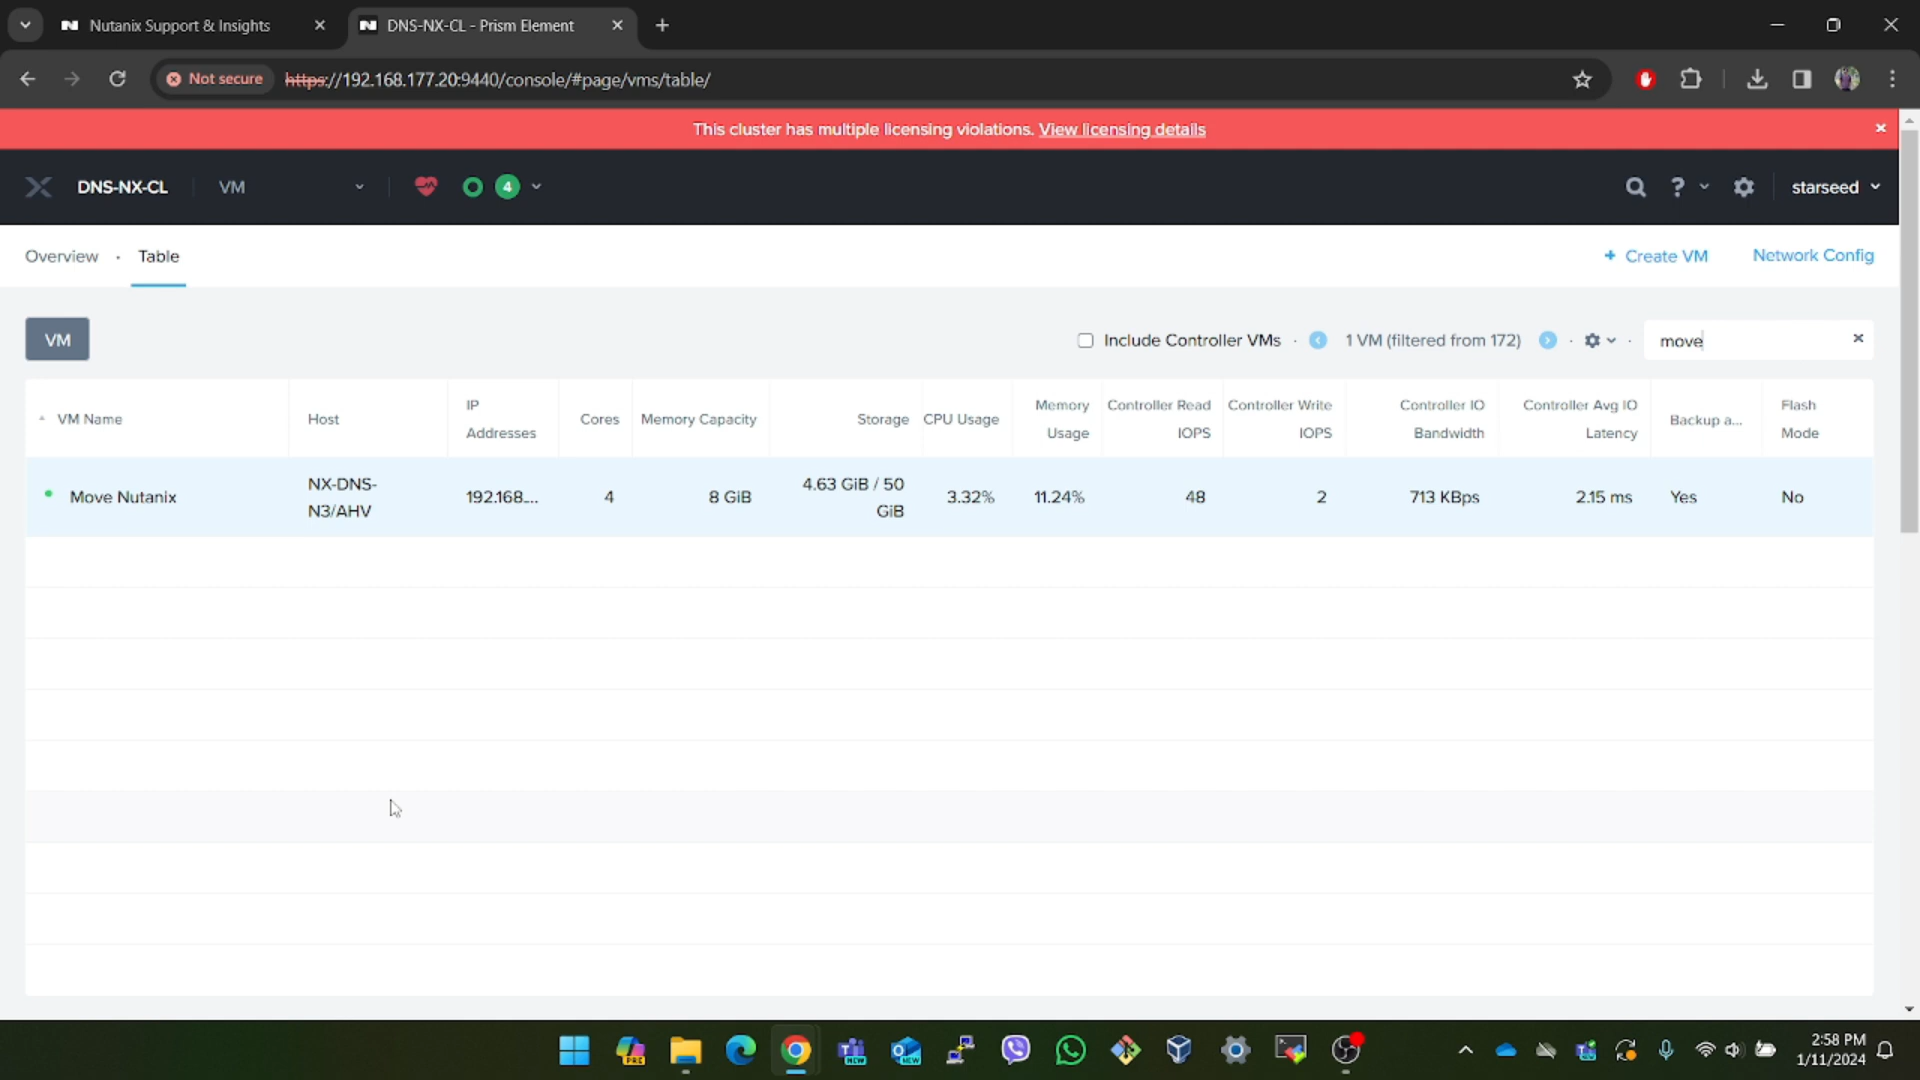 Nutanix Support & Insights
DNS-NX-CL - Prism Element
Not secure
https://192.168.177.20:9440/console/#page/vms/table/
This cluster has multiple licensing violations. View licensing details
DNS-NX-CL
VM
4
?
starseed
Overview
Table
+ Create VM
Network Config
VM
Include Controller VMs
1 VM (filtered from 172)
move
VM Name
Host
IP Addresses
Cores
Memory Capacity
Storage
CPU Usage
Memory Usage
Controller Read IOPS
Controller Write IOPS
Controller IO Bandwidth
Controller Avg IO Latency
Backup a...
Flash Mode
Move Nutanix
NX-DNS-
N3/AHV
192.168....
4
8 GiB
4.63 GiB / 50
GiB
3.32%
11.24%
48
2
713 KBps
2.15 ms
Yes
No
PRE
NEW
NEW
2:58 PM
1/11/2024